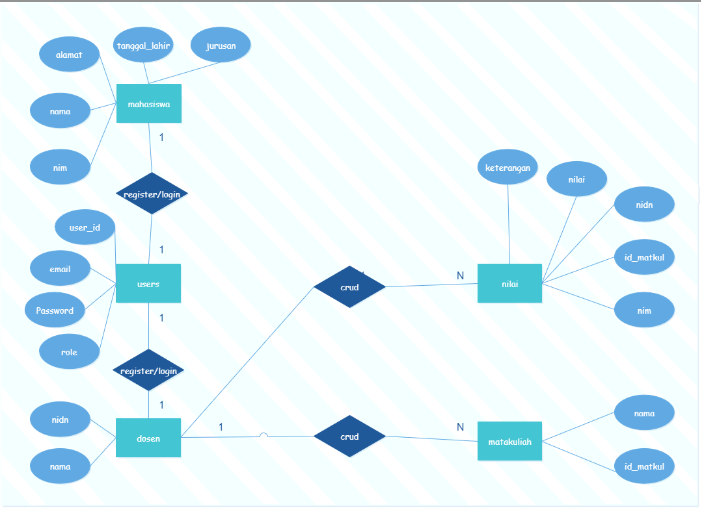 tanggal_lahir
jurusan
alamat
mahasiswa
nama
1
nim
keterangan
nilai
register/login
nidn
user_id
1
id_matkul
email
users
crud
N
nilai
Password
1
nim
role
register/login
1
nidn
nama
1
N
dosen
crud
matakuliah
nama
id_matkul